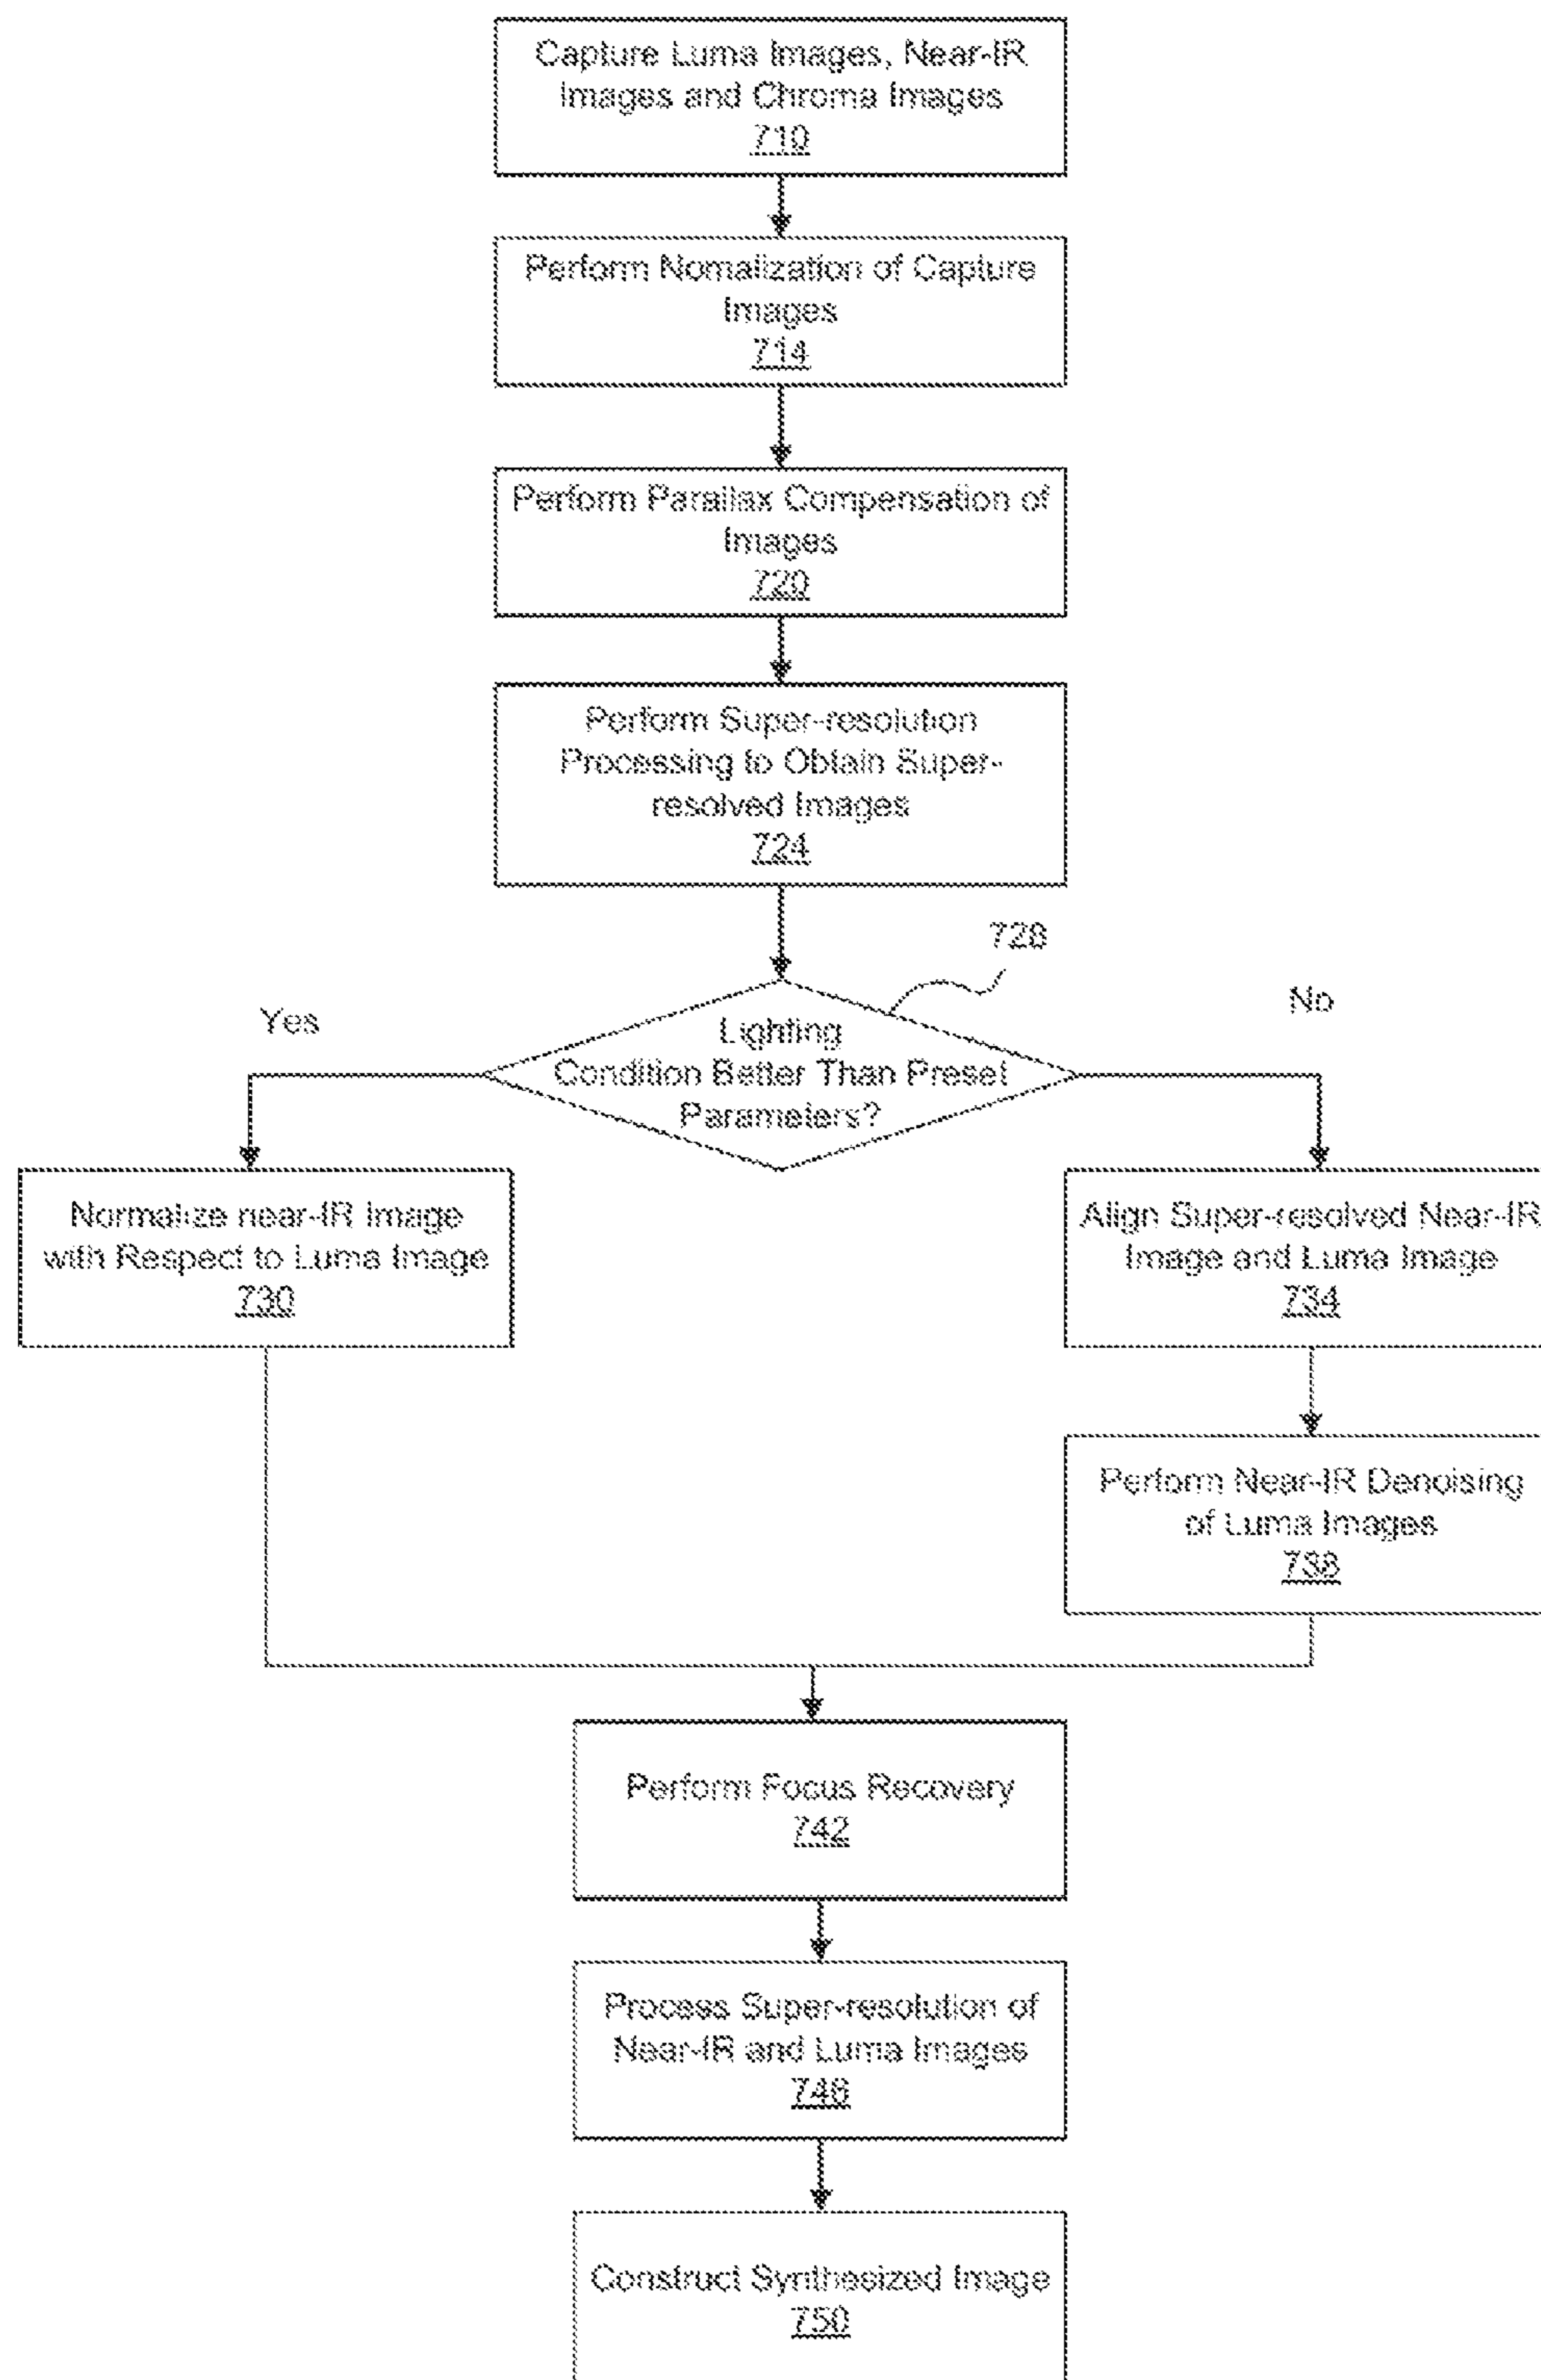 Capture Luma Images, Near-IR
Images and Chroma Images
710
Perform Nomalization of Capture
Images
714
Perform Parallax Compensation of
Images
720
Perform Super-resolution
Processing to Obtain Super-
resolved Images
724
728
Yes
No
Lighting
Condition Better Than Preset
Parameters?
Normalize near-IR Image
with Respect to Luma Image
730
Align Super-resolved Near-IR
Image and Luma Image
734
Perform Near-IR Denoising
of Luma Images
738
Perform Focus Recovery
742
Process Super-resolution of
Near-IR and Luma Images
746
Construct Synthesized Image
750